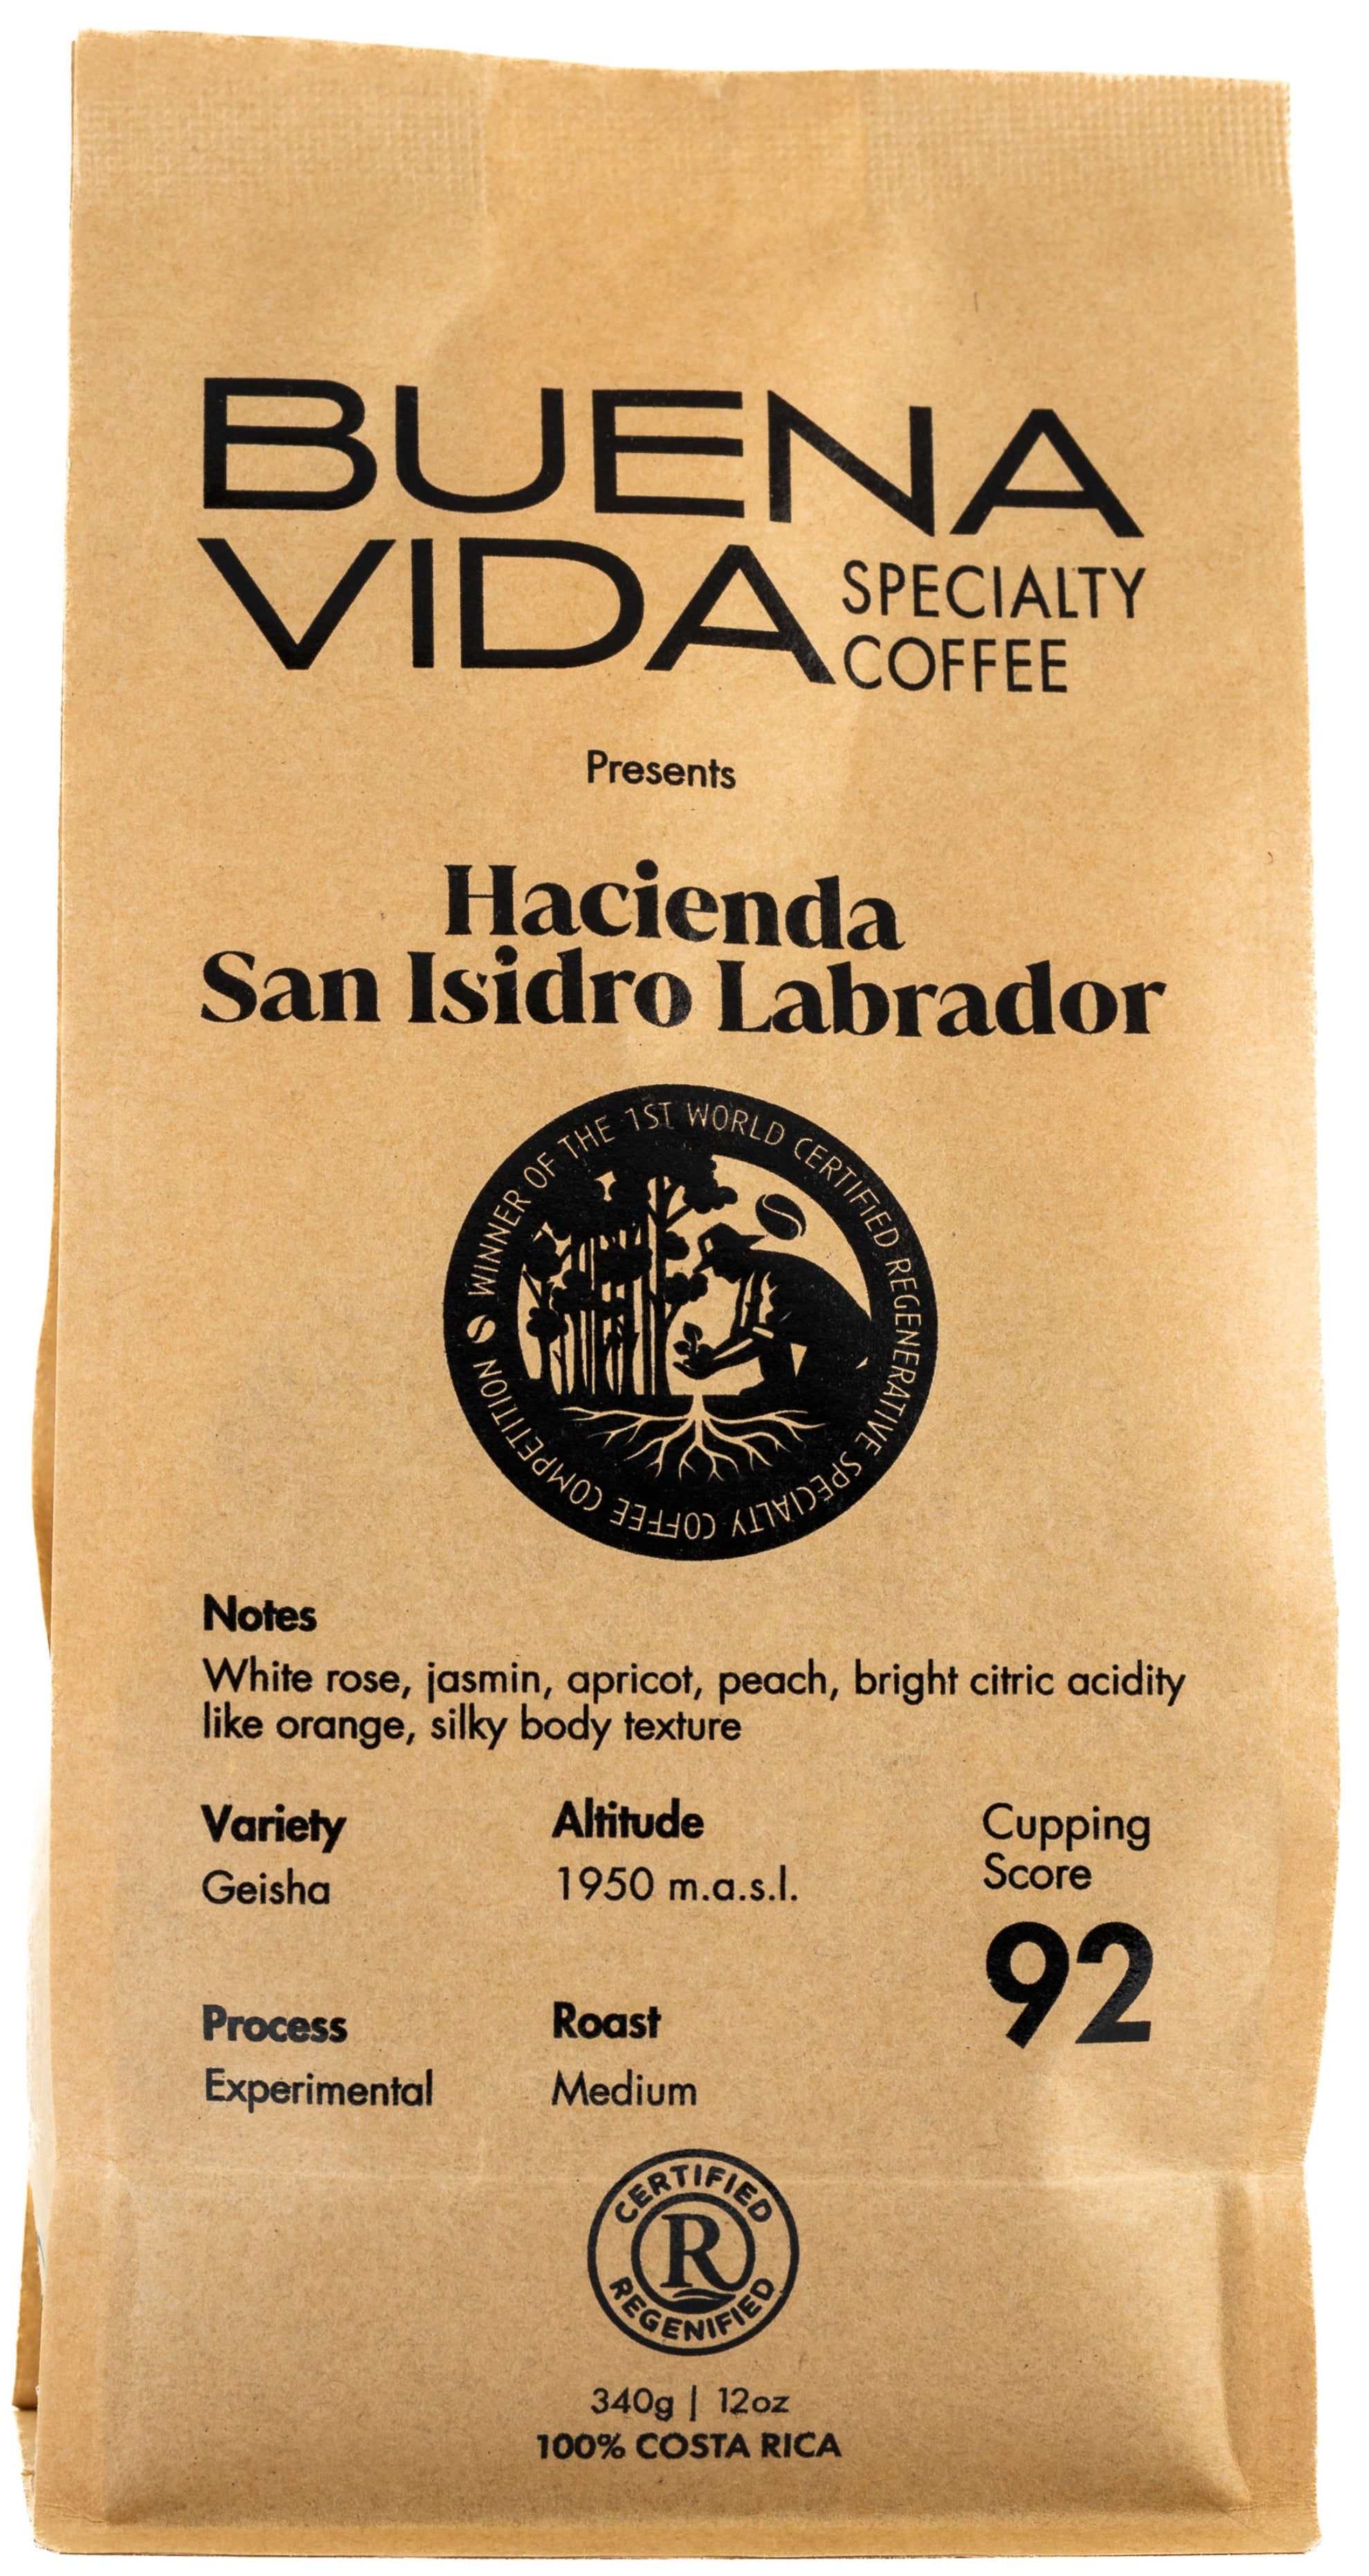 BUENA
VIDA SPECIALTY
COFFEE
Presents
Hacienda
San Isidro Labrador
WINNER OF THE 1ST WORLD CERTIFIED REGENERATIVE SPECIALTY COFFEE COMPETITION
Notes
White rose, jasmin, apricot, peach, bright citric acidity
like orange, silky body texture
Variety
Geisha
Altitude
1950 m.a.s.l.
Cupping
Score
92
Process
Experimental
Roast
Medium
CERTIFIED
R
REGENIFIED
340g | 12oz
100% COSTA RICA